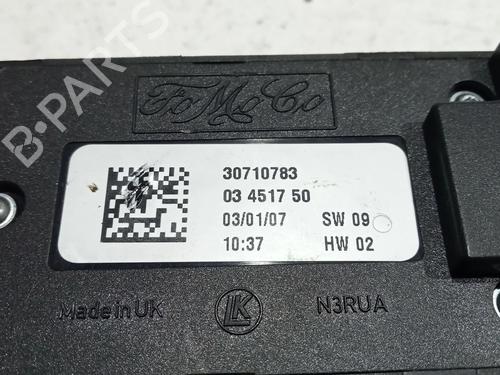 B-PARTS
FoMoCo
30710783
03 4517 50
03/01/07 SW 09
10:37 HW 02
Made in UK LK N3RUA